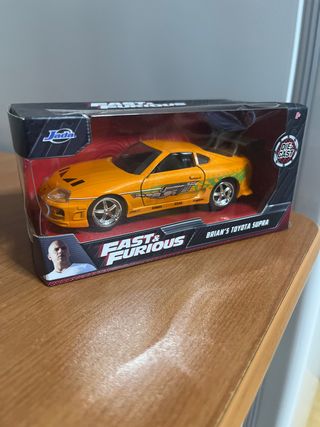 Jada
FAST & FURIOUS
DIE-CAST
FAST &
FURIOUS
BRIAN'S TOYOTA SUPRA